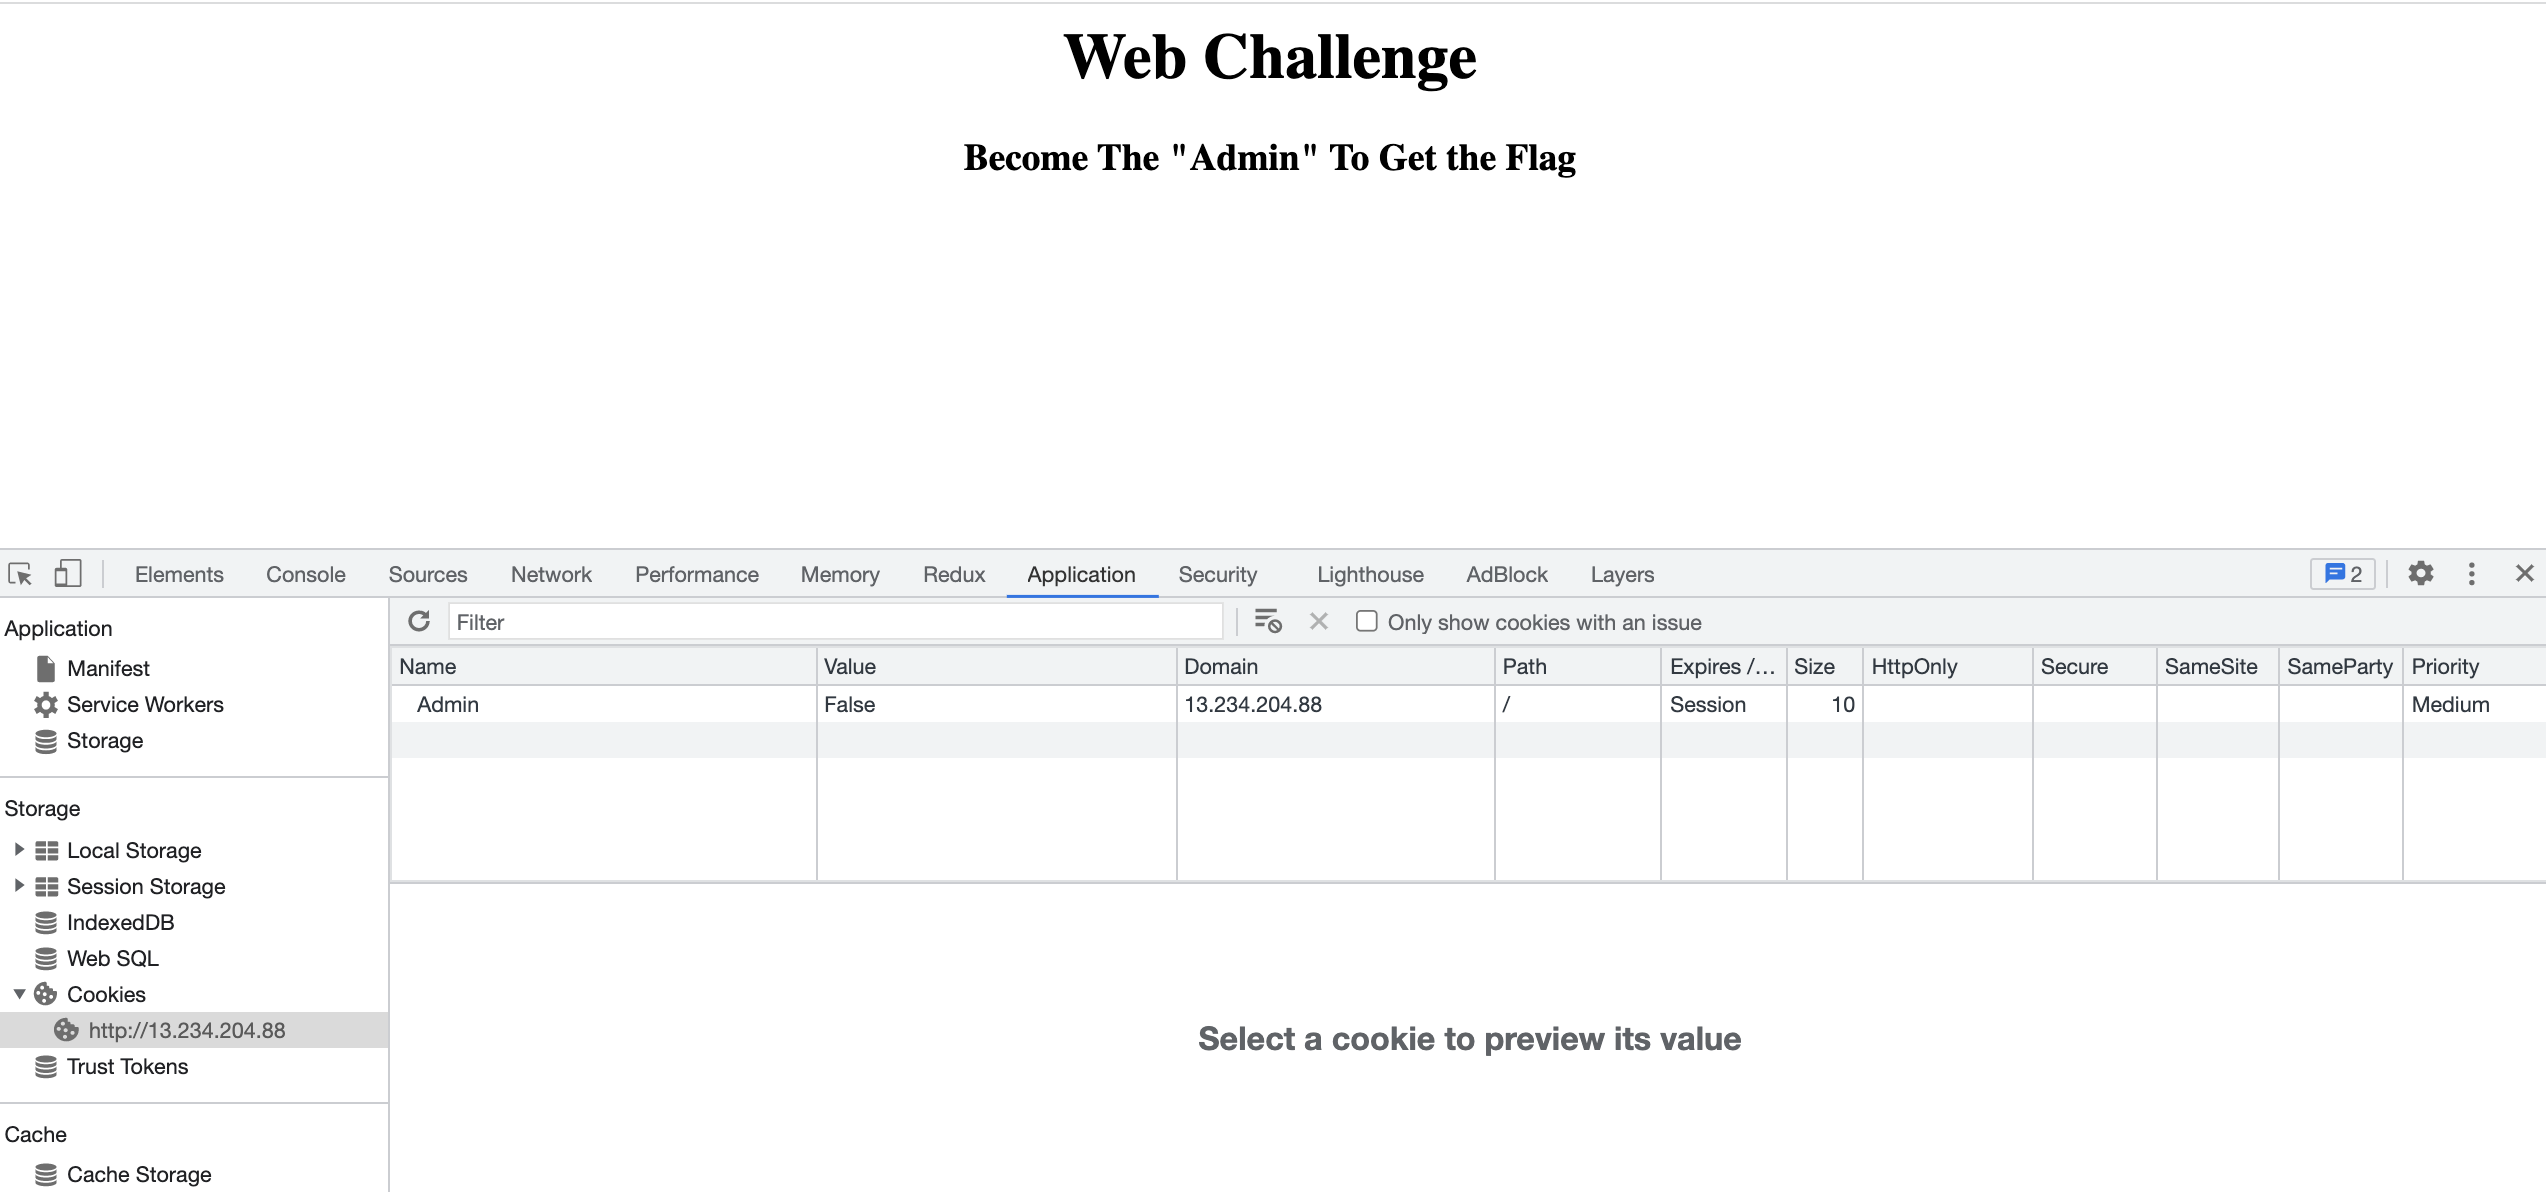 Web Challenge
Become The "Admin" To Get the Flag
Elements Console Sources Network Performance Memory Redux Application Security Lighthouse AdBlock Layers 2
Application
Manifest
Service Workers
Storage
Storage
Local Storage
Session Storage
IndexedDB
Web SQL
Cookies
http://13.234.204.88
Trust Tokens
Cache
Cache Storage
Filter Only show cookies with an issue
Name Value Domain Path Expires /... Size HttpOnly Secure SameSite SameParty Priority
Admin False 13.234.204.88 / Session 10 Medium
Select a cookie to preview its value